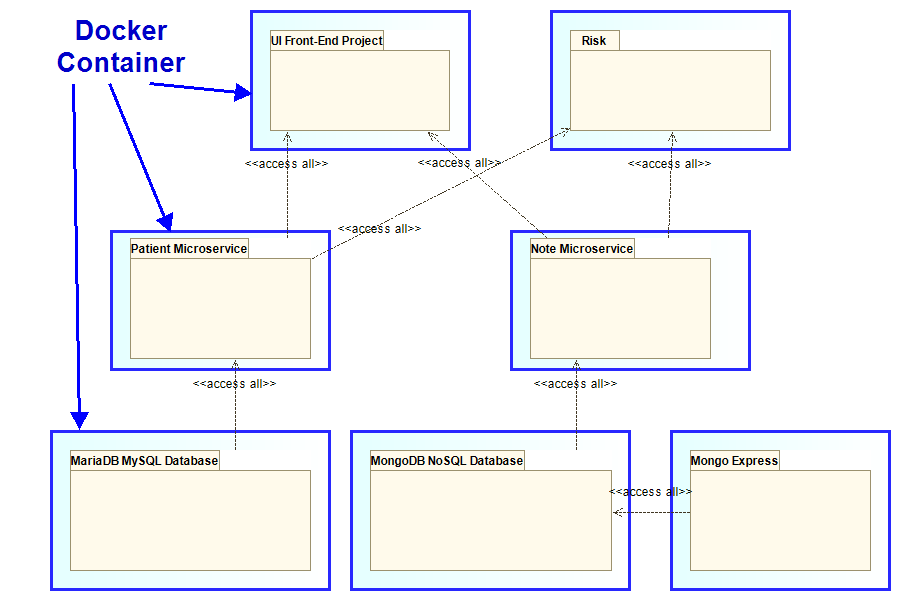 Docker
Container
UI Front-End Project
Risk
<<access all>>
<<access all>>
<<access all>>
<<access all>>
Patient Microservice
Note Microservice
<<access all>>
<<access all>>
MariaDB MySQL Database
MongoDB NoSQL Database
Mongo Express
<<access all>>